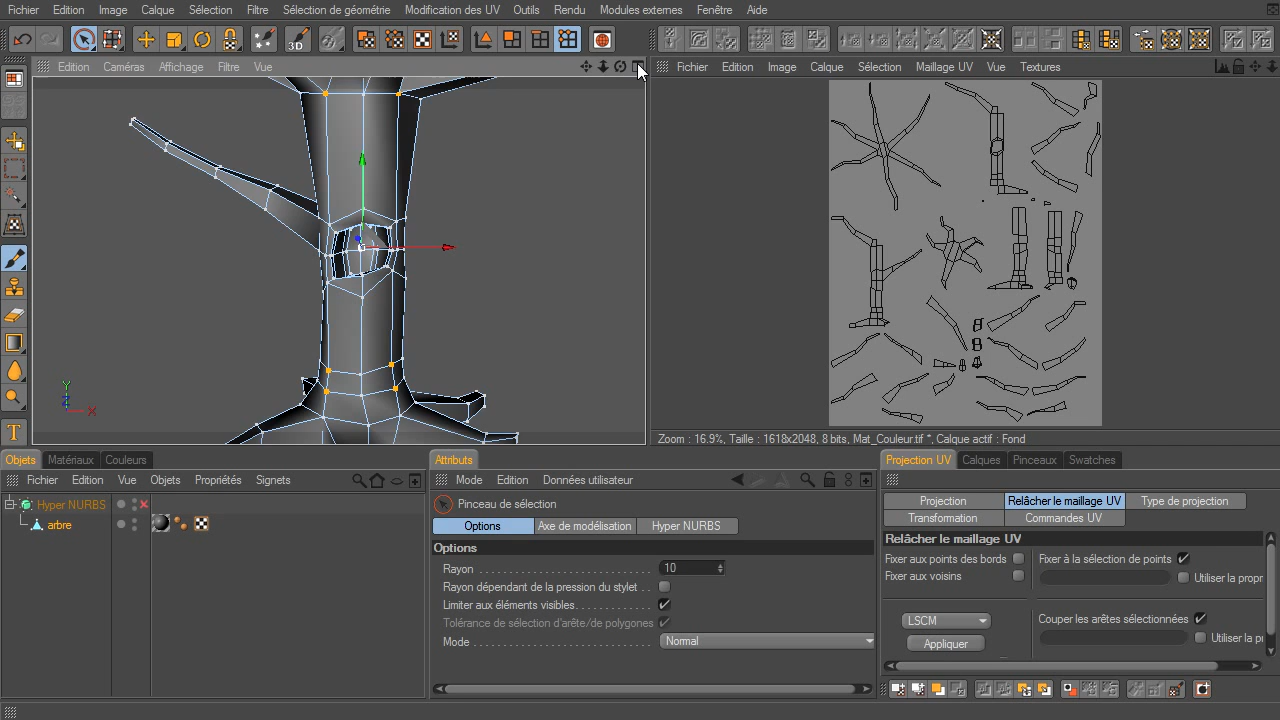 Fichier Edition Image Calque Sélection Filtre Sélection de géométrie Modification des UV Outils Rendu Modules externes Fenêtre Aide
3D
Edition Caméras Affichage Filtre Vue
Fichier Edition Image Calque Sélection Maillage UV Vue Textures
Y
Z
X
T
Zoom : 16.9%, Taille : 1618x2048, 8 bits, Mat_Couleur.tif *, Calque actif : Fond
Objets Matériaux Couleurs
Fichier Edition Vue Objets Propriétés Signets
Hyper NURBS
arbre
Attributs
Mode Edition Données utilisateur
Pinceau de sélection
Options Axe de modélisation Hyper NURBS
Options
Rayon 10
Rayon dépendant de la pression du stylet
Limiter aux éléments visibles
Tolérance de sélection d'arête/de polygones
Mode Normal
Projection UV Calques Pinceaux Swatches
Projection Relâcher le maillage UV Type de projection
Transformation Commandes UV
Relâcher le maillage UV
Fixer aux points des bords Fixer à la sélection de points
Fixer aux voisins Utiliser la propr
LSCM Couper les arêtes sélectionnées
Appliquer Utiliser la pr